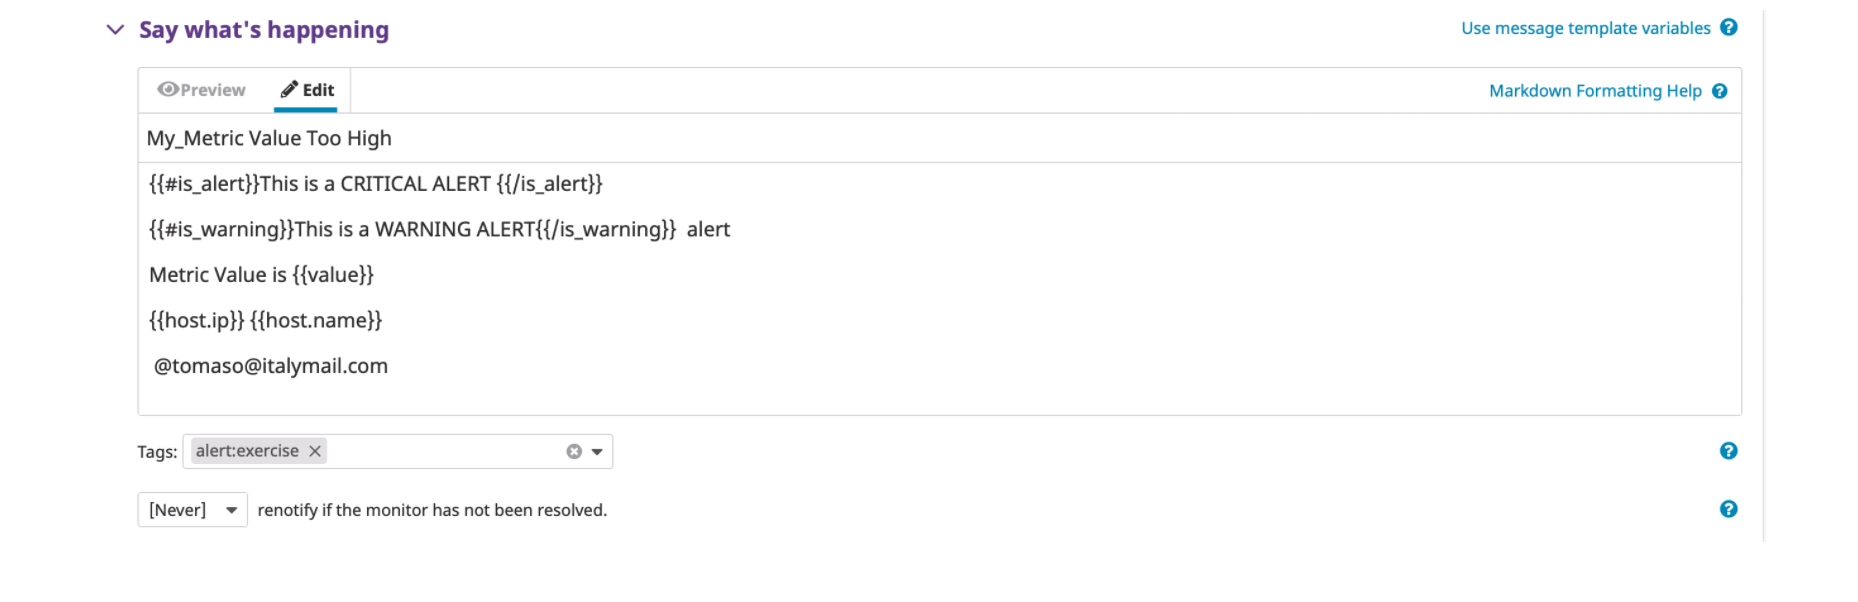 Say what's happening
Use message template variables
Preview Edit
Markdown Formatting Help
My_Metric Value Too High
{{#is_alert}}This is a CRITICAL ALERT {{/is_alert}}
{{#is_warning}}This is a WARNING ALERT{{/is_warning}}  alert
Metric Value is {{value}}
{{host.ip}} {{host.name}}
@tomaso@italymail.com
Tags: alert:exercise
[Never] renotify if the monitor has not been resolved.